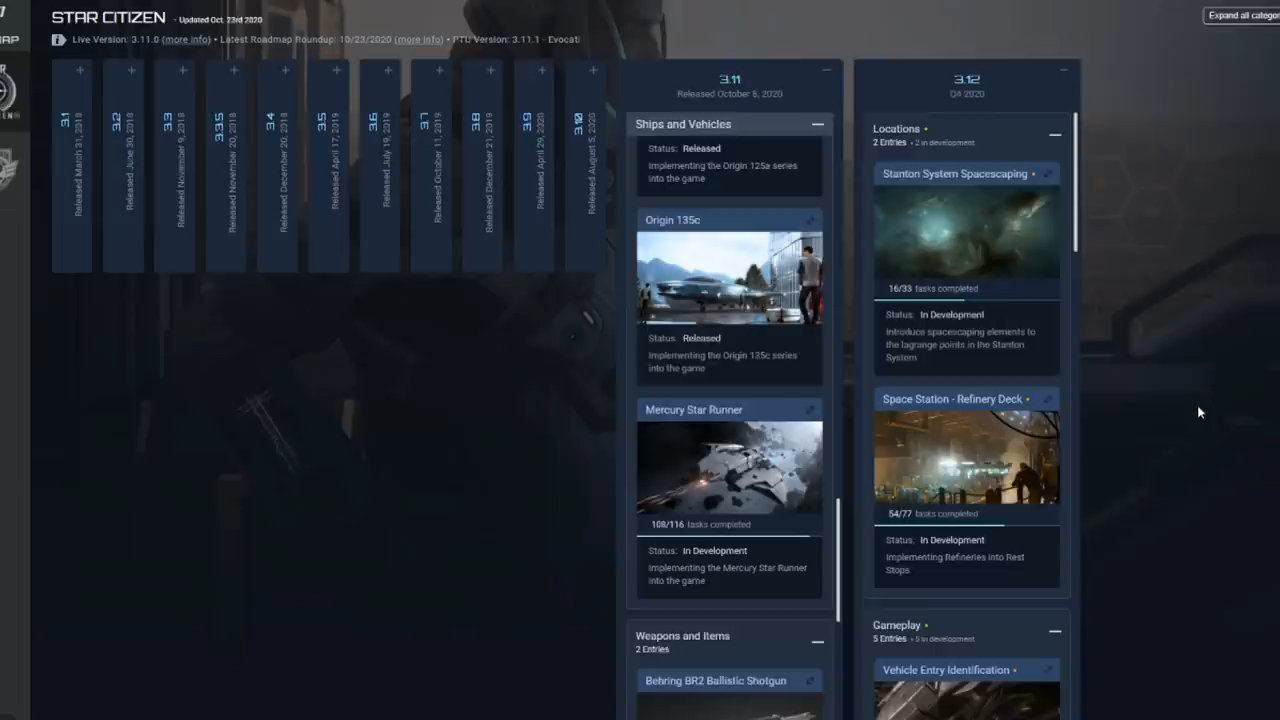 STAR CITIZEN - Updated Oct. 23rd 2020
Live Version: 3.11.0 (more info) • Latest Roadmap Roundup: 10/23/2020 (more info) • PTU Version: 3.11.1 - Evocati
Expand all categor
3.1 Released March 31, 2018
3.2 Released June 30, 2018
3.3 Released November 9, 2018
3.3.5 Released November 20, 2018
3.4 Released December 20, 2018
3.5 Released April 17, 2019
3.6 Released July 19, 2019
3.7 Released October 11, 2019
3.8 Released December 21, 2019
3.9 Released April 29, 2020
3.10 Released August 5, 2020
3.11
Released October 8, 2020
Ships and Vehicles
Status: Released
Implementing the Origin 125a series
into the game
Origin 135c
Status: Released
Implementing the Origin 135c series
into the game
Mercury Star Runner
108/116 tasks completed
Status: In Development
Implementing the Mercury Star Runner
into the game
Weapons and Items
2 Entries
Behring BR2 Ballistic Shotgun
3.12
Q4 2020
Locations •
2 Entries • 2 in development
Stanton System Spacescaping •
16/33 tasks completed
Status: In Development
Introduce spacescaping elements to
the lagrange points in the Stanton
System
Space Station - Refinery Deck •
54/77 tasks completed
Status: In Development
Implementing Refineries into Rest
Stops
Gameplay •
5 Entries • 5 in development
Vehicle Entry Identification •